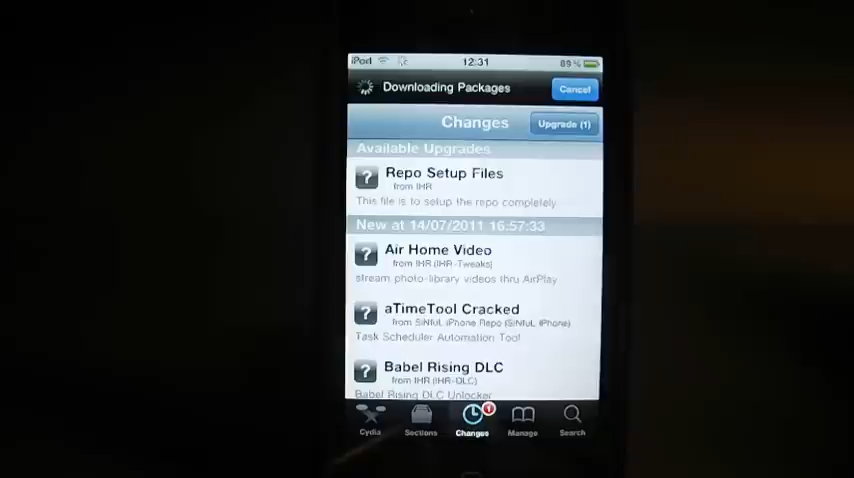 iPod 12:31 89%
Downloading Packages Cancel
Changes Upgrade (1)
Available Upgrades
? Repo Setup Files
from IHR
This file is to setup the repo completely
New at 14/07/2011 16:57:33
? Air Home Video
from IHR (IHR-Tweaks)
stream photo-library videos thru AirPlay
? aTimeTool Cracked
from SiNfuL iPhone Repo (SiNfuL iPhone)
Task Scheduler Automation Tool
? Babel Rising DLC
from IHR (IHR-DLC)
Babel Rising DLC Unlocker
1
Cydia Sections Changes Manage Search